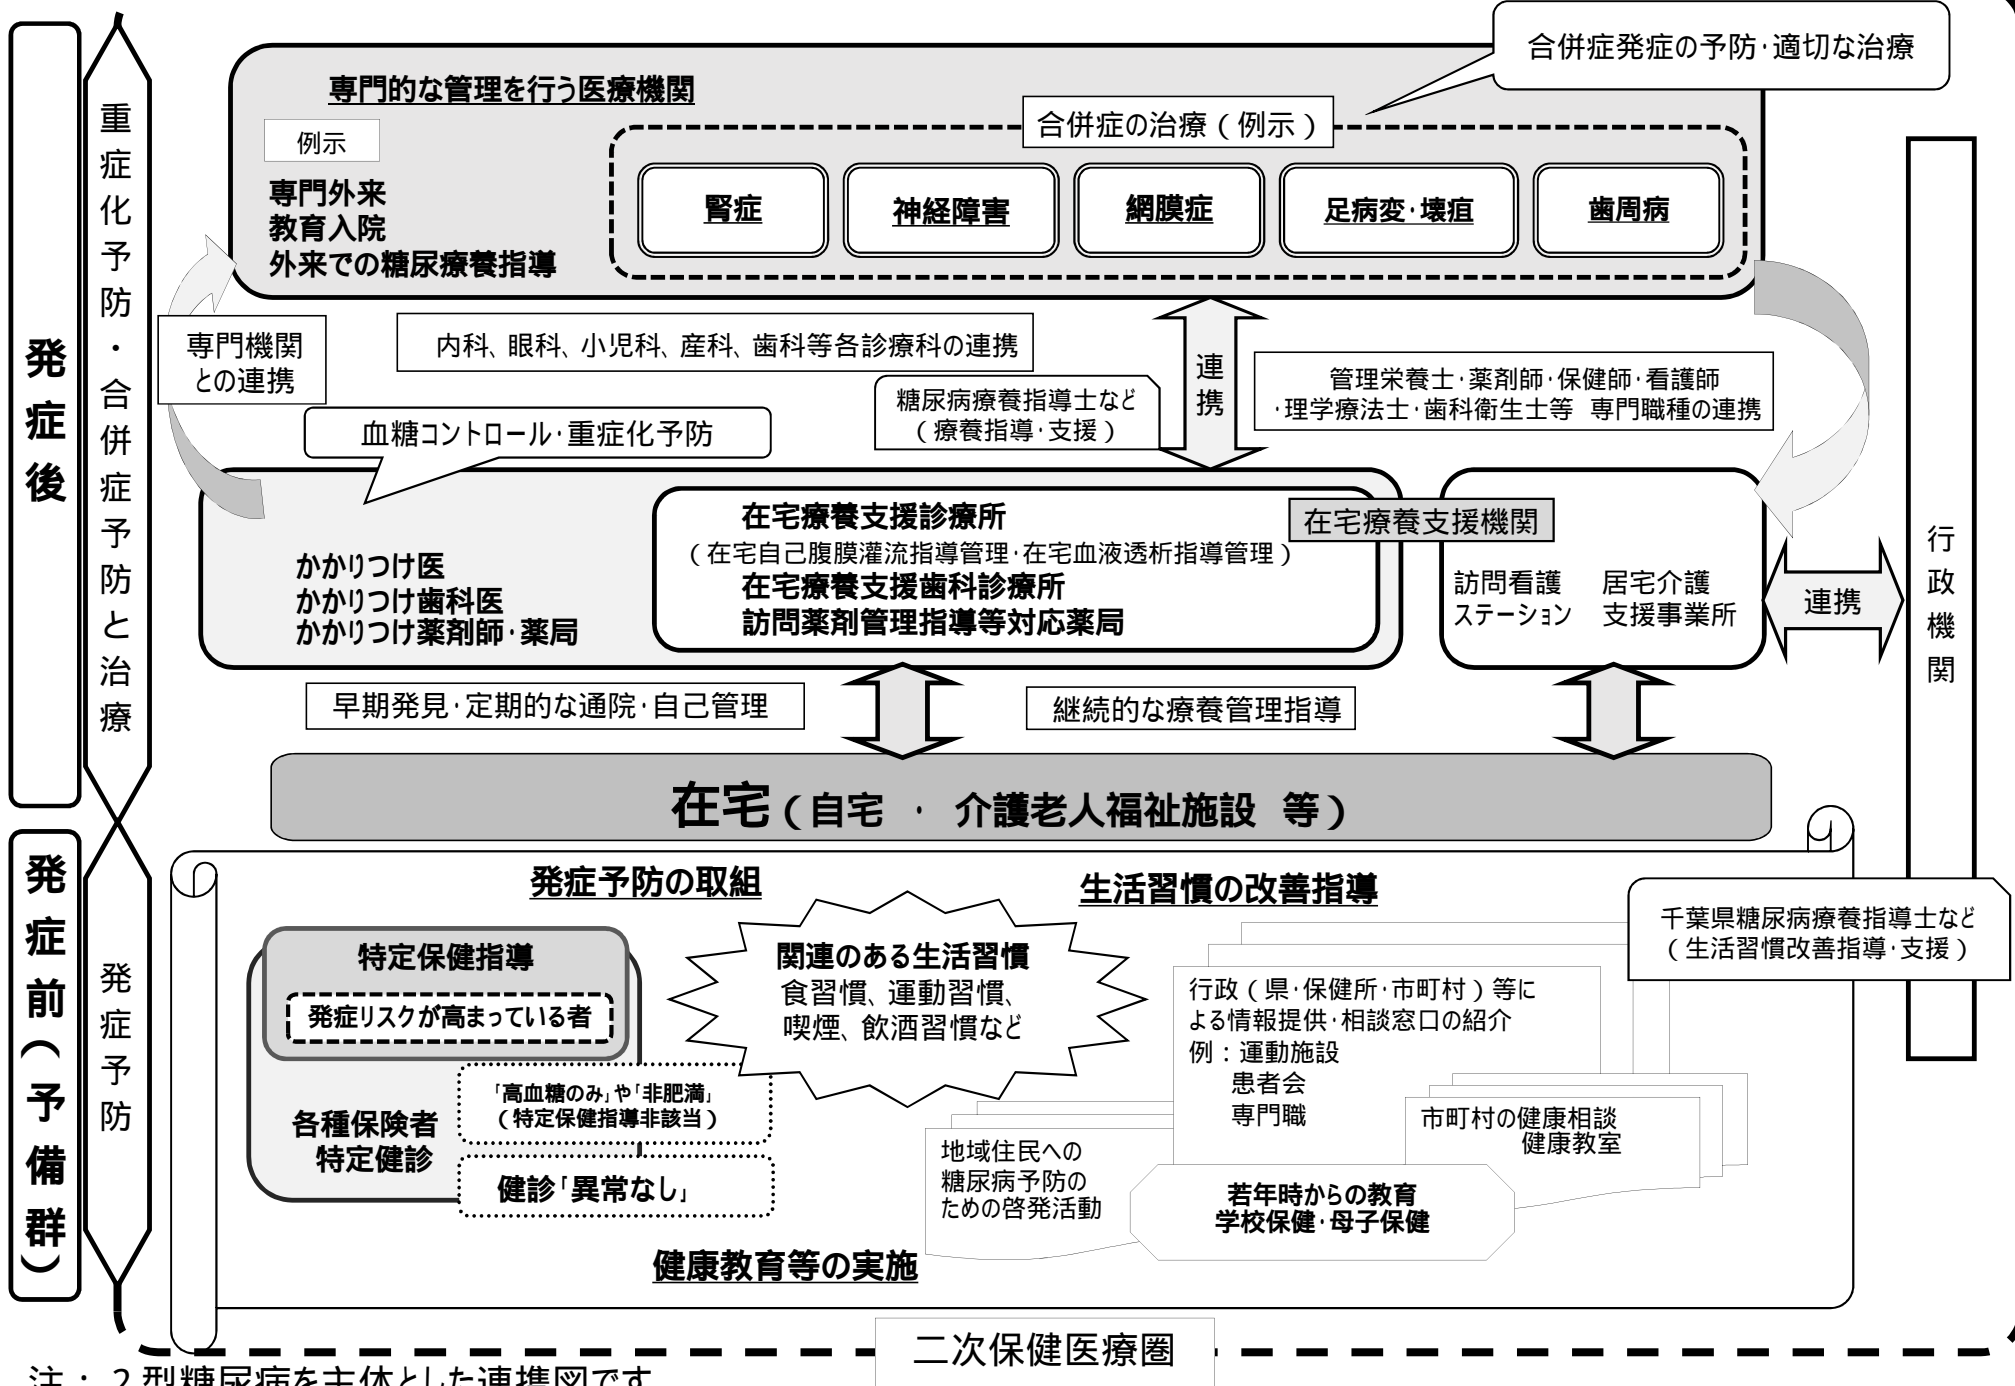 合併症発症の予防・適切な治療
専門的な管理を行う医療機関
例示
専門外来
教育入院
外来での糖尿療養指導
合併症の治療(例示)
腎症
神経障害
網膜症
足病変・壊疽
歯周病
発症後
重症化予防・合併症予防と治療
専門機関
との連携
内科、眼科、小児科、産科、歯科等各診療科の連携
連携
管理栄養士・薬剤師・保健師・看護師
・理学療法士・歯科衛生士等 専門職種の連携
糖尿病療養指導士など
(療養指導・支援)
血糖コントロール・重症化予防
かかりつけ医
かかりつけ歯科医
かかりつけ薬剤師・薬局
在宅療養支援診療所
(在宅自己腹膜灌流指導管理・在宅血液透析指導管理)
在宅療養支援歯科診療所
訪問薬剤管理指導等対応薬局
在宅療養支援機関
訪問看護
ステーション
居宅介護
支援事業所
連携
行政機関
早期発見・定期的な通院・自己管理
継続的な療養管理指導
在宅(自宅 ・ 介護老人福祉施設 等)
発症前(予備群)
発症予防
発症予防の取組
生活習慣の改善指導
千葉県糖尿病療養指導士など
(生活習慣改善指導・支援)
特定保健指導
発症リスクが高まっている者
関連のある生活習慣
食習慣、運動習慣、
喫煙、飲酒習慣など
「高血糖のみ」や「非肥満」
(特定保健指導非該当)
各種保険者
特定健診
健診「異常なし」
行政(県・保健所・市町村)等に
よる情報提供・相談窓口の紹介
例:運動施設
患者会
専門職
市町村の健康相談
健康教室
地域住民への
糖尿病予防の
ための啓発活動
若年時からの教育
学校保健・母子保健
健康教育等の実施
二次保健医療圏
注:2型糖尿病を主体とした連携図です